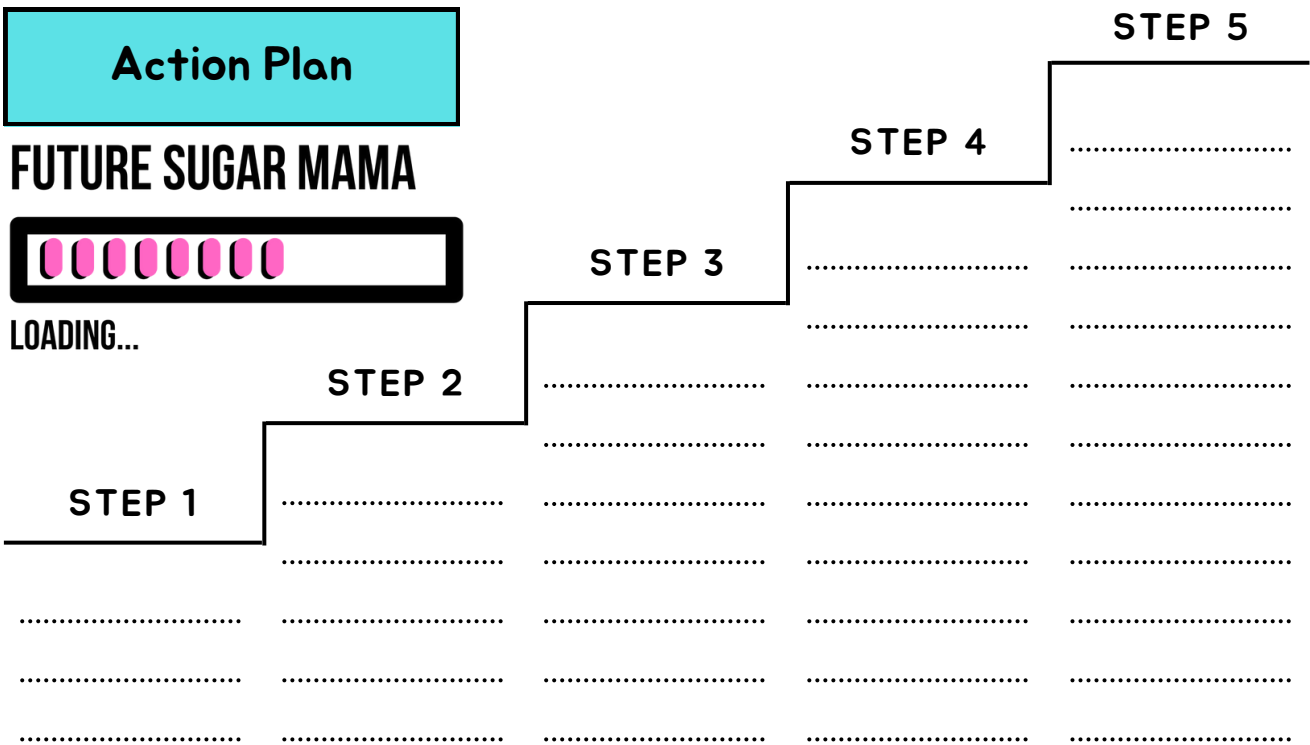 Action Plan
FUTURE SUGAR MAMA
LOADING...
STEP 1
STEP 2
STEP 3
STEP 4
STEP 5